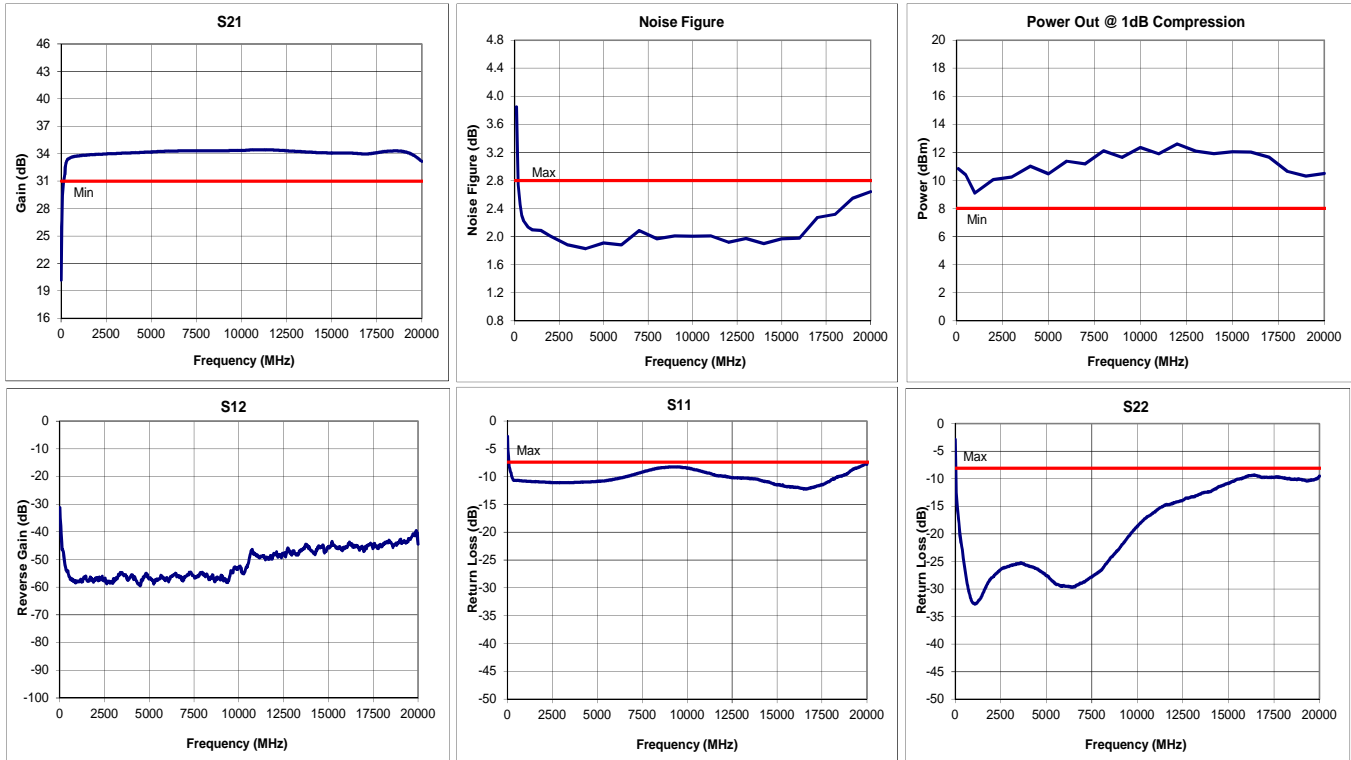 S21
Gain (dB)
46
43
40
37
34
31
28
25
22
19
16
Min
0 2500 5000 7500 10000 12500 15000 17500 20000
Frequency (MHz)
Noise Figure
Noise Figure (dB)
4.8
4.4
4.0
3.6
3.2
2.8
2.4
2.0
1.6
1.2
0.8
Max
0 2500 5000 7500 10000 12500 15000 17500 20000
Frequency (MHz)
Power Out @ 1dB Compression
Power (dBm)
20
18
16
14
12
10
8
6
4
2
0
Min
0 2500 5000 7500 10000 12500 15000 17500 20000
Frequency (MHz)
S12
Reverse Gain (dB)
0
-10
-20
-30
-40
-50
-60
-70
-80
-90
-100
0 2500 5000 7500 10000 12500 15000 17500 20000
Frequency (MHz)
S11
Return Loss (dB)
0
-5
-10
-15
-20
-25
-30
-35
-40
-45
-50
Max
0 2500 5000 7500 10000 12500 15000 17500 20000
Frequency (MHz)
S22
Return Loss (dB)
0
-5
-10
-15
-20
-25
-30
-35
-40
-45
-50
Max
0 2500 5000 7500 10000 12500 15000 17500 20000
Frequency (MHz)